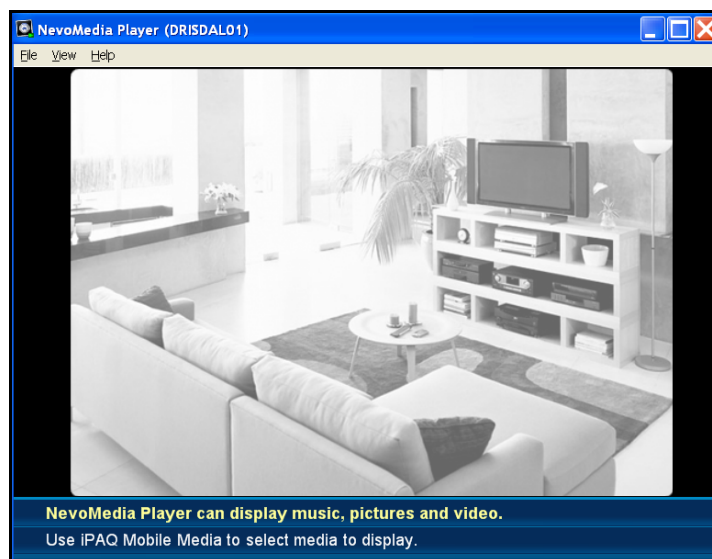 NevoMedia Player (DRISDAL01)
File View Help
NevoMedia Player can display music, pictures and video.
Use iPAQ Mobile Media to select media to display.